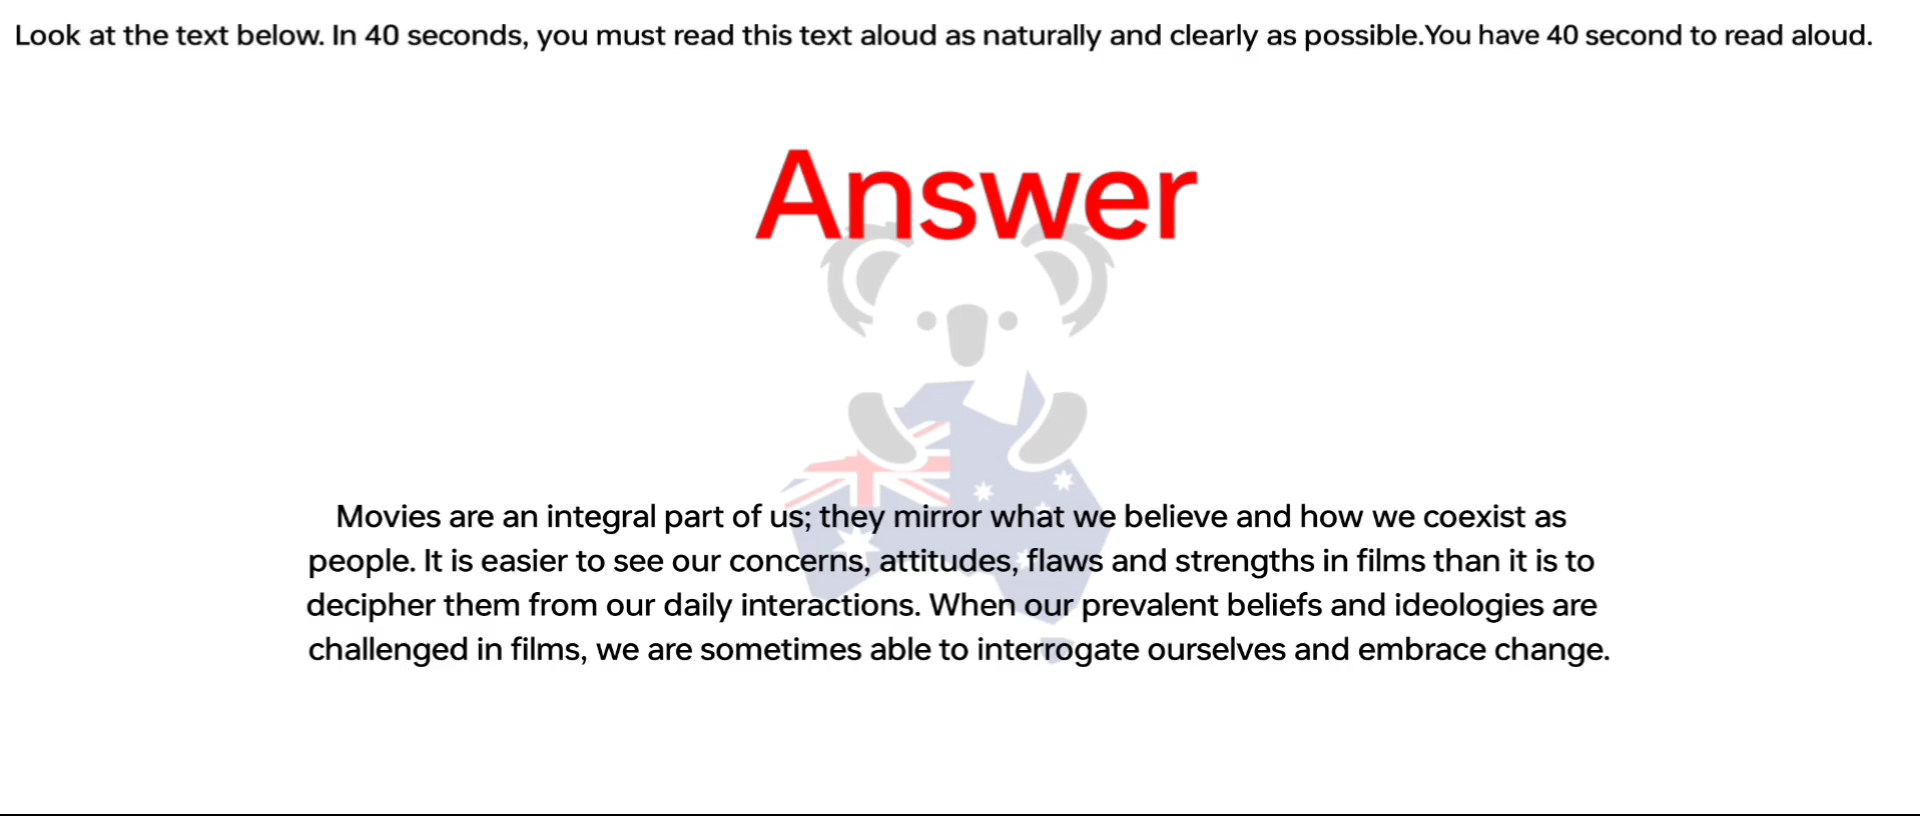 Look at the text below. In 40 seconds, you must read this text aloud as naturally and clearly as possible.You have 40 second to read aloud.
Answer
Movies are an integral part of us; they mirror what we believe and how we coexist as
people. It is easier to see our concerns, attitudes, flaws and strengths in films than it is to
decipher them from our daily interactions. When our prevalent beliefs and ideologies are
challenged in films, we are sometimes able to interrogate ourselves and embrace change.